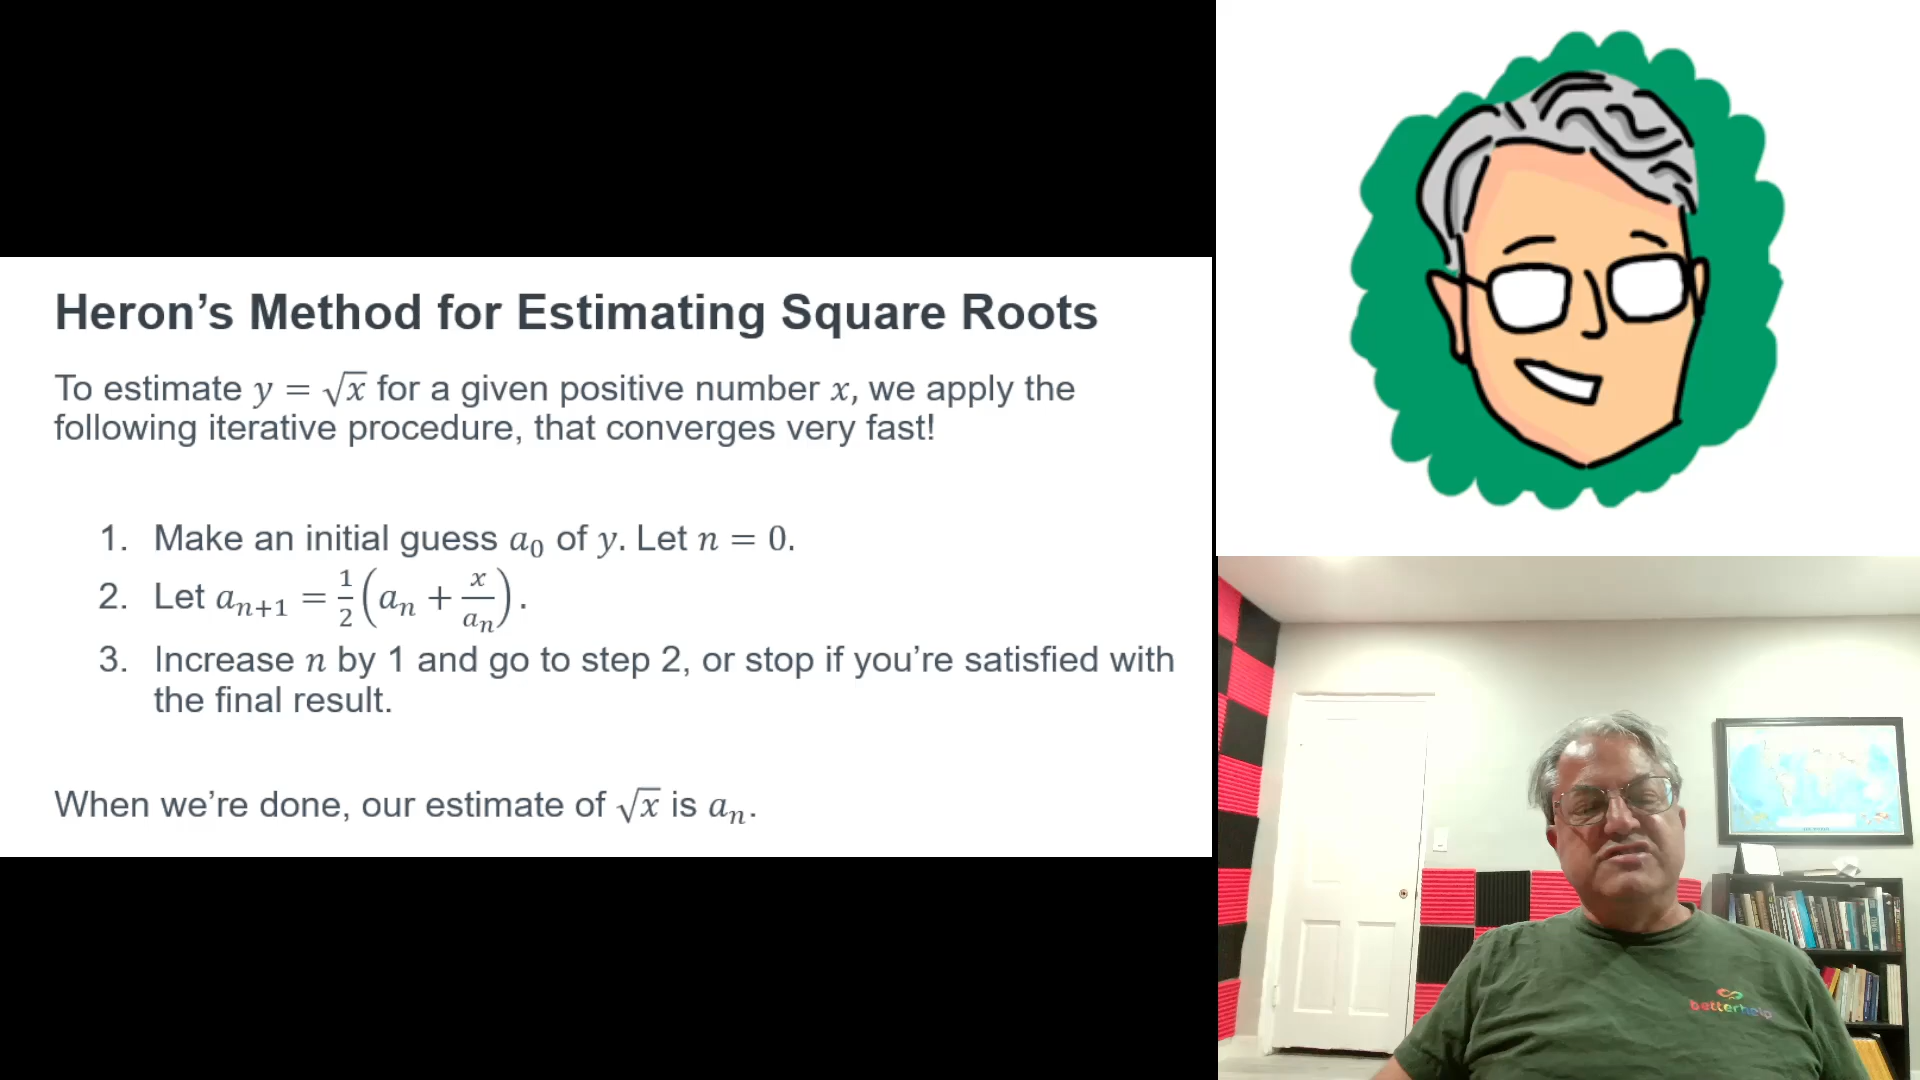 Heron’s Method for Estimating Square Roots
To estimate y = √x for a given positive number x, we apply the
following iterative procedure, that converges very fast!
1. Make an initial guess a₀ of y. Let n = 0.
2. Let aₙ₊₁ = ½(aₙ + x/aₙ).
3. Increase n by 1 and go to step 2, or stop if you’re satisfied with
the final result.
When we’re done, our estimate of √x is aₙ.
betterhelp